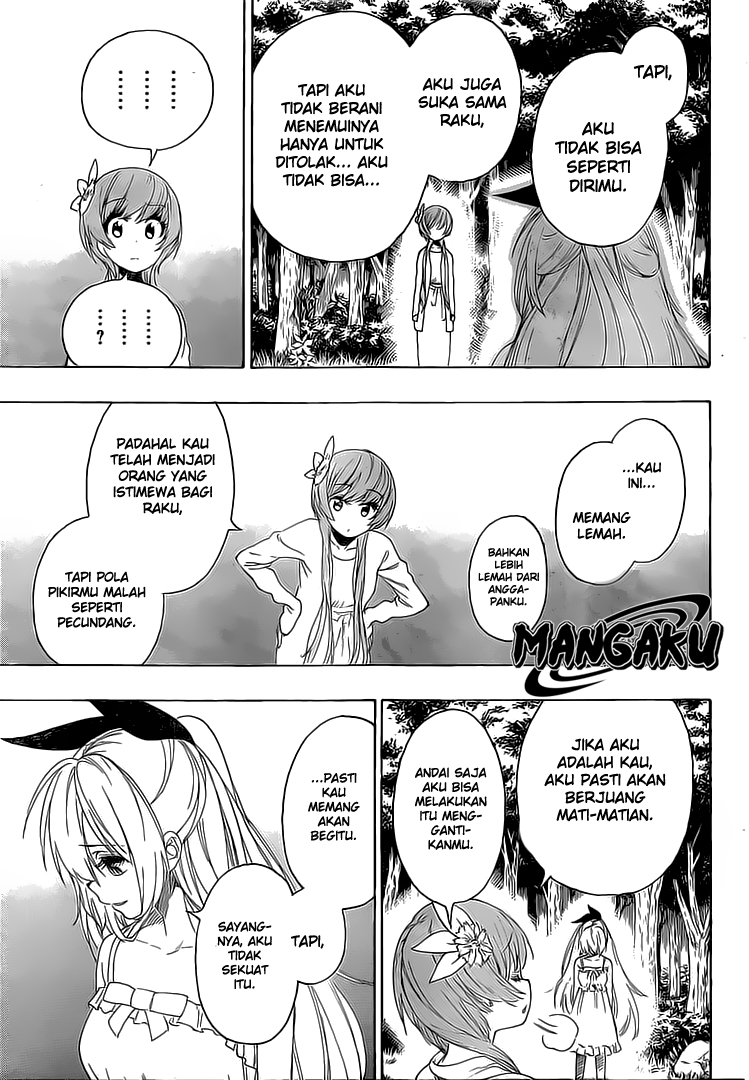 TAPI,
AKU
TIDAK BISA
SEPERTI
DIRIMU.
AKU JUGA
SUKA SAMA
RAKU,
TAPI AKU
TIDAK BERANI
MENEMUINYA
HANYA UNTUK
DITOLAK... AKU
TIDAK BISA...
. . . . . .
. . . . . .
?
...KAU
INI...
MEMANG
LEMAH.
BAHKAN
LEBIH
LEMAH DARI
ANGGA-
PANKU.
PADAHAL KAU
TELAH MENJADI
ORANG YANG
ISTIMEWA BAGI
RAKU,
TAPI POLA
PIKIRMU MALAH
SEPERTI
PECUNDANG.
MANGAKU
JIKA AKU
ADALAH KAU,
AKU PASTI AKAN
BERJUANG
MATI-MATIAN.
ANDAI SAJA
AKU BISA
MELAKUKAN
ITU MENG-
GANTI-
KANMU.
...PASTI
KAU
MEMANG
AKAN
BEGITU.
TAPI,
SAYANG-
NYA, AKU
TIDAK
SEKUAT
ITU.